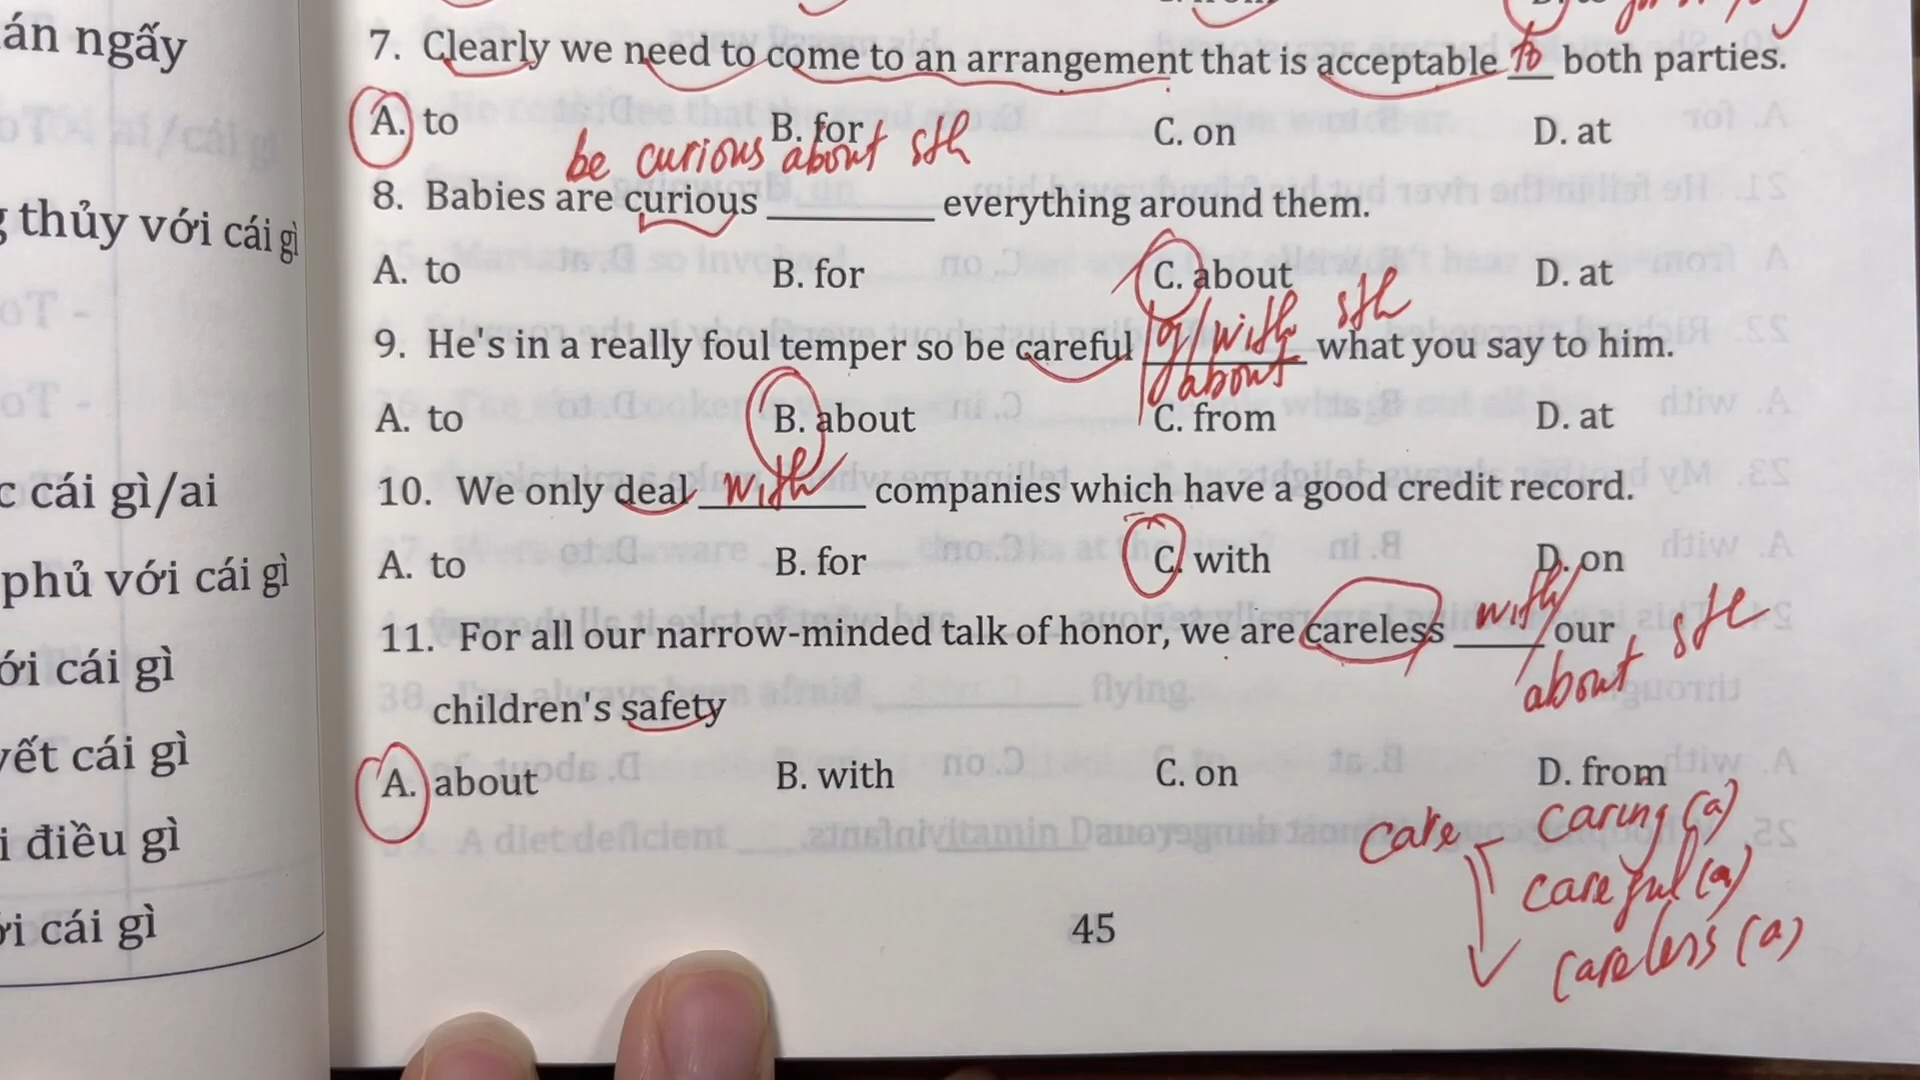 án ngấy
thủy với cái gì
c cái gì/ai
phủ với cái gì
ới cái gì
yết cái gì
i điều gì
ới cái gì
7. Clearly we need to come to an arrangement that is acceptable to both parties.
A. to B. for C. on D. at
be curious about sth
8. Babies are curious ________ everything around them.
A. to B. for C. about D. at
of/with sth
9. He's in a really foul temper so be careful ________ what you say to him.
about
A. to B. about C. from D. at
10. We only deal with companies which have a good credit record.
A. to B. for C. with D. on
with/
11. For all our narrow-minded talk of honor, we are careless ____ our
about sth
children's safety
A. about B. with C. on D. from
care caring (a)
careful (a)
careless (a)
45